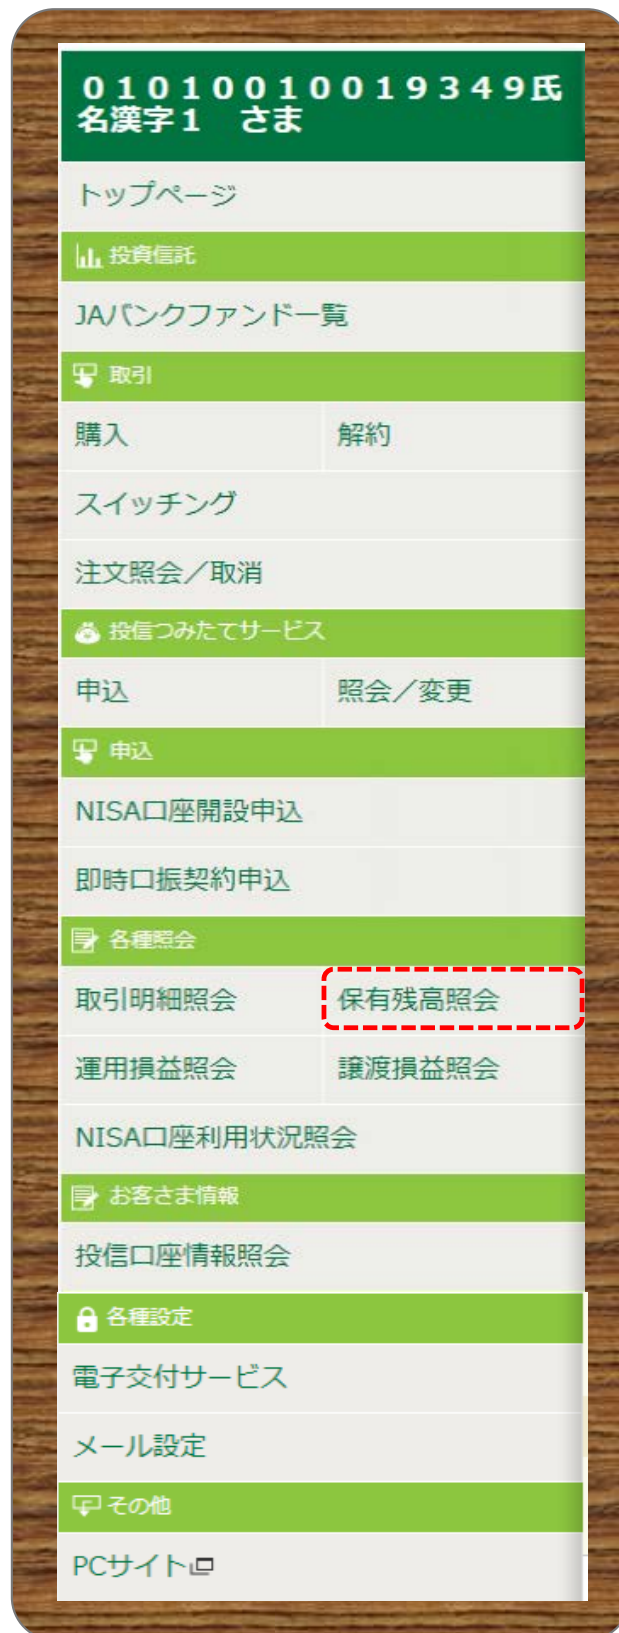 ０１０１００１００１９３４９氏
名漢字１　さま
トップページ
投資信託
JAバンクファンド一覧
取引
購入　解約
スイッチング
注文照会／取消
投信つみたてサービス
申込　照会／変更
申込
NISA口座開設申込
即時口振契約申込
各種照会
取引明細照会　保有残高照会
運用損益照会　譲渡損益照会
NISA口座利用状況照会
お客さま情報
投信口座情報照会
各種設定
電子交付サービス
メール設定
その他
PCサイト